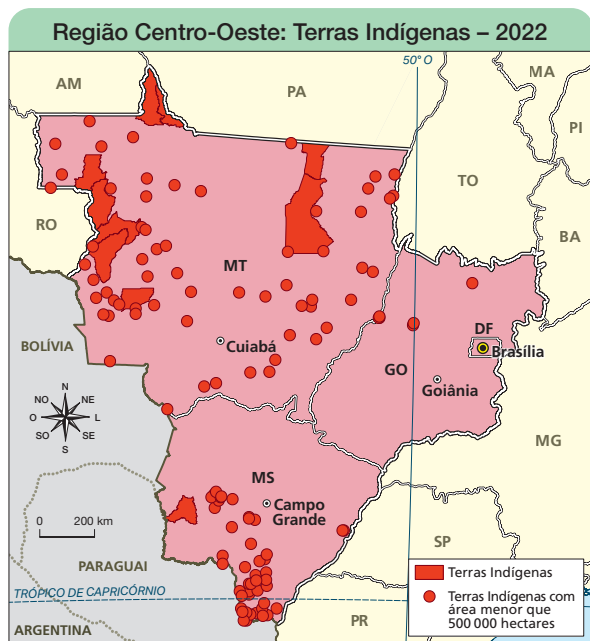 Região Centro-Oeste: Terras Indígenas – 2022
50° O
AM
PA
MA
PI
TO
RO
BA
MT
DF
Brasília
BOLÍVIA
Cuiabá
GO
Goiânia
N
NO
NE
O
L
SO
SE
S
MG
MS
Campo
Grande
0
200 km
SP
PARAGUAI
TRÓPICO DE CAPRICÓRNIO
ARGENTINA
PR
Terras Indígenas
Terras Indígenas com
área menor que
500 000 hectares